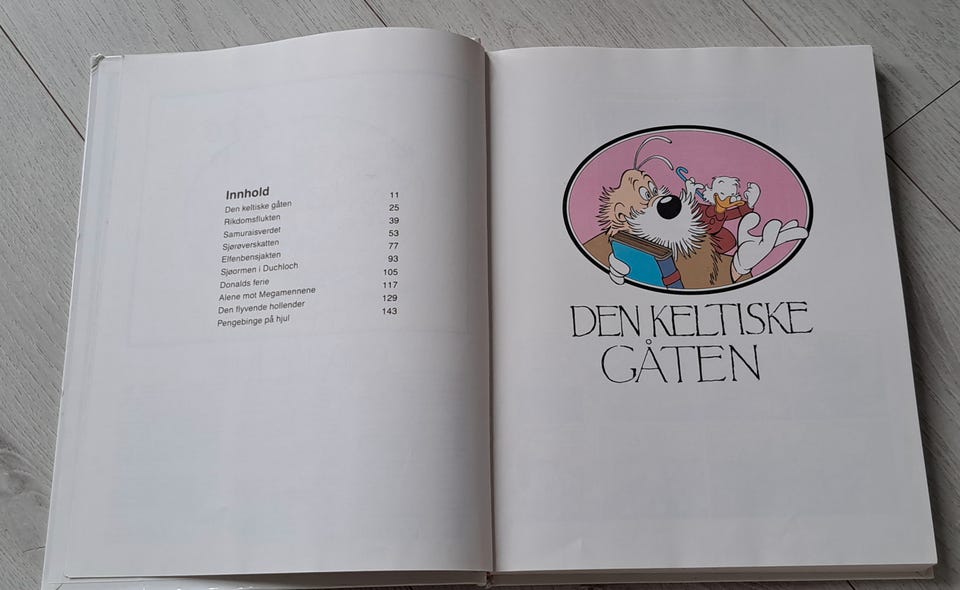 Innhold
Den keltiske gåten 11
Rikdomsflukten 25
Samuraisverdet 39
Sjørøverskatten 53
Elfenbensjakten 77
Sjøormen i Duchloch 93
Donalds ferie 105
Alene mot Megamennene 117
Den flyvende hollender 129
Pengebinge på hjul 143
DEN KELTISKE
GÅTEN